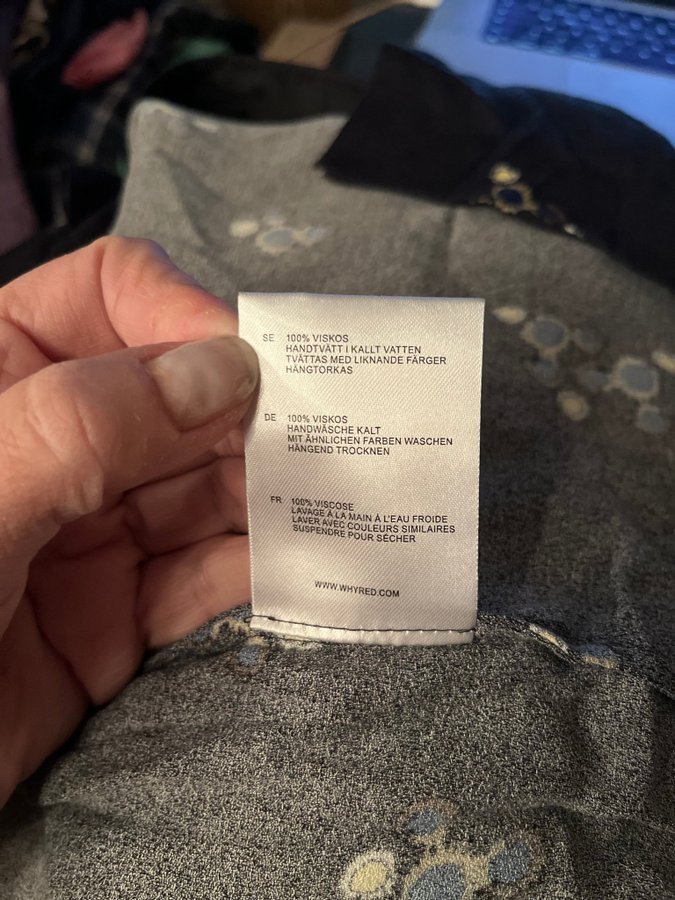 SE 100% VISKOS
HANDTVÄTT I KALLT VATTEN
TVÄTTAS MED LIKNANDE FÄRGER
HÄNGTORKAS
DE 100% VISKOS
HANDWÄSCHE KALT
MIT ÄHNLICHEN FARBEN WASCHEN
HÄNGEND TROCKNEN
FR 100% VISCOSE
LAVAGE À LA MAIN À L'EAU FROIDE
LAVER AVEC COULEURS SIMILAIRES
SUSPENDRE POUR SÉCHER
WWW.WHYRED.COM